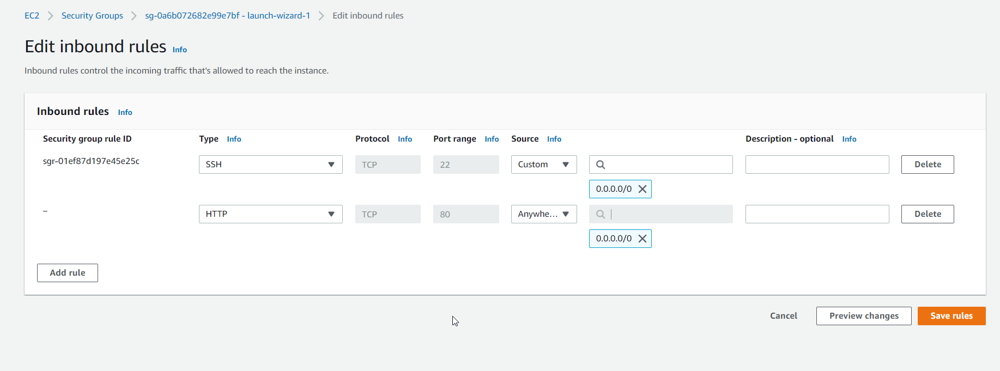 EC2 Security Groups sg-0a6b072682e99e7bf - launch-wizard-1 Edit inbound rules
Edit inbound rules Info
Inbound rules control the incoming traffic that's allowed to reach the instance.
Inbound rules Info
Security group rule ID Type Info Protocol Info Port range Info Source Info Description - optional Info
sgr-01ef87d197e45e25c SSH TCP 22 Custom Delete
0.0.0.0/0
– HTTP TCP 80 Anywhe... Delete
0.0.0.0/0
Add rule
Cancel Preview changes Save rules